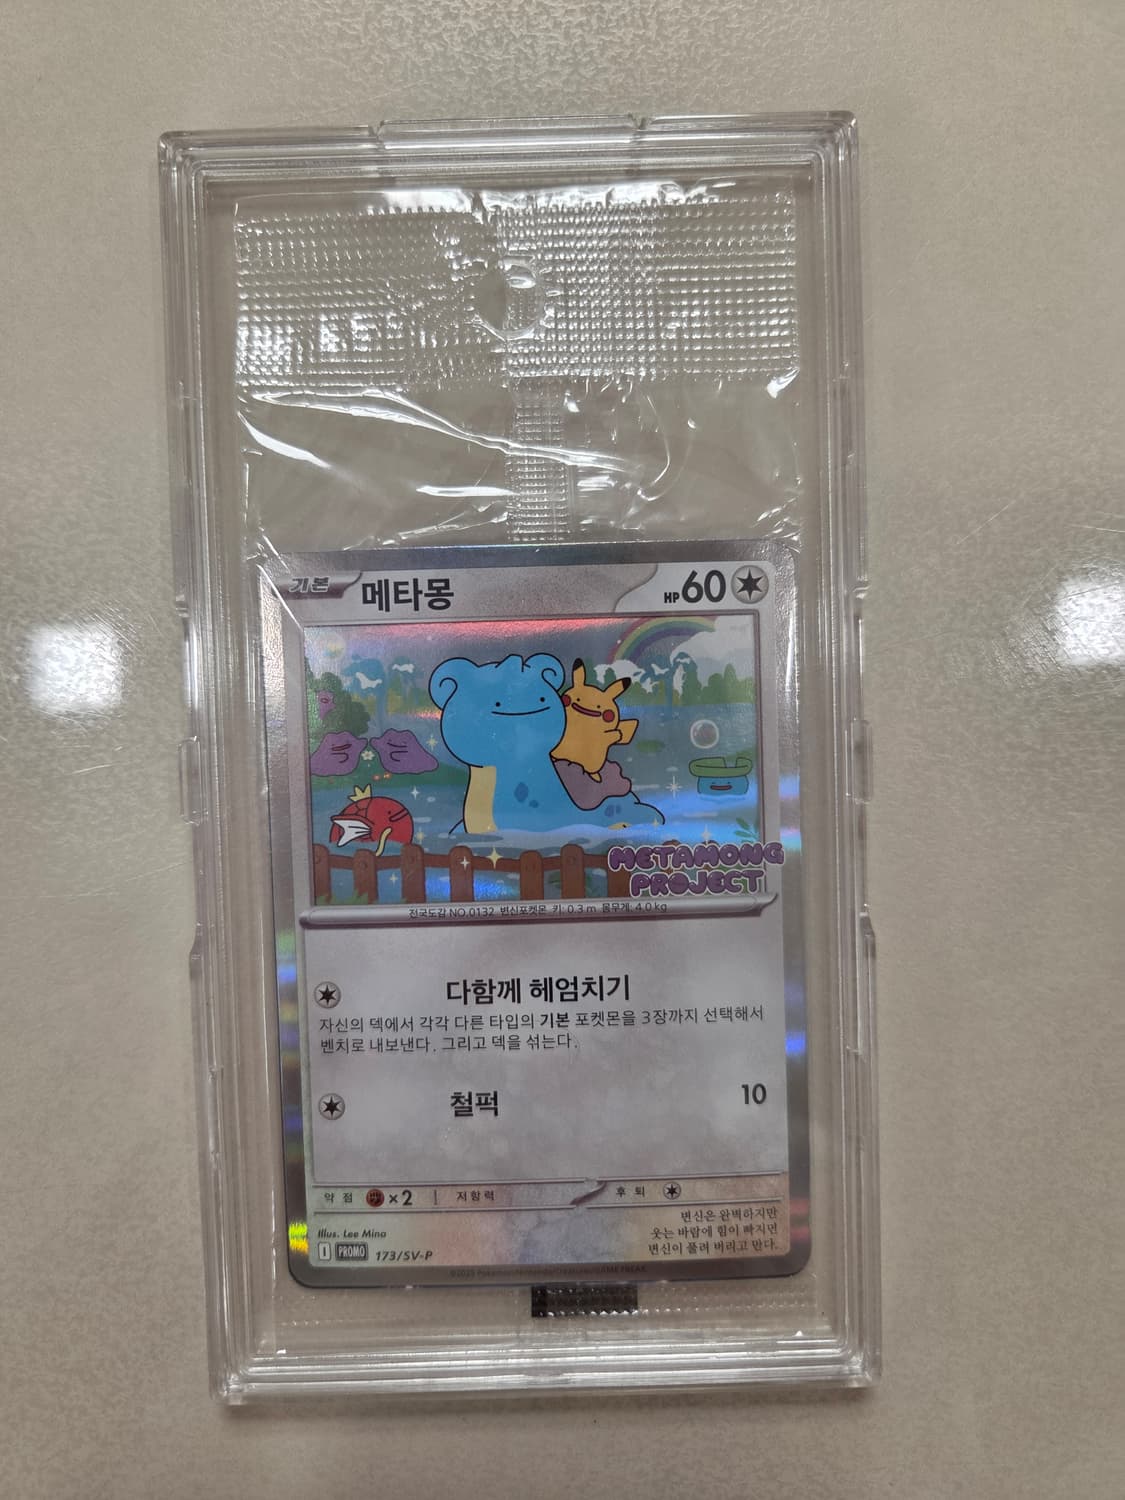 기본 메타몽 HP60
METAMONG
PROJECT
전국도감 NO.0132 변신포켓몬 키: 0.3 m 몸무게: 4.0 kg
다함께 헤엄치기
자신의 덱에서 각각 다른 타입의 기본 포켓몬을 3장까지 선택해서
벤치로 내보낸다. 그리고 덱을 섞는다.
철퍽 10
약점 ×2 저항력 후퇴
변신은 완벽하지만
웃는 바람에 힘이 빠지면
변신이 풀려 버리고 만다.
Illus. Lee Mina
I PROMO 173/SV-P
©2025 Pokémon/Nintendo/Creatures/GAME FREAK